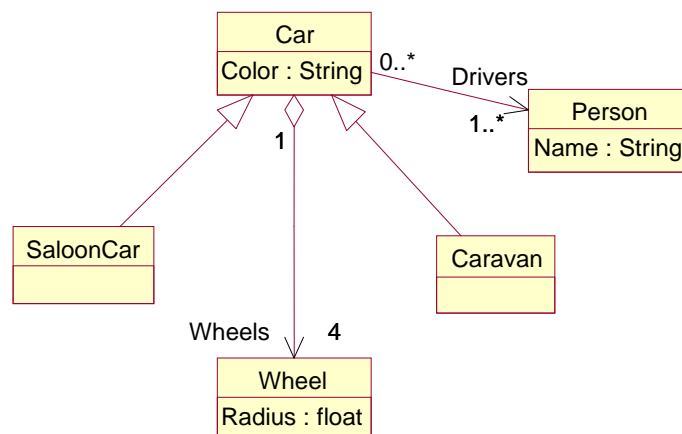 Car
Color : String
0..*
Drivers
1..*
Person
Name : String
1
SaloonCar
Caravan
Wheels
4
Wheel
Radius : float